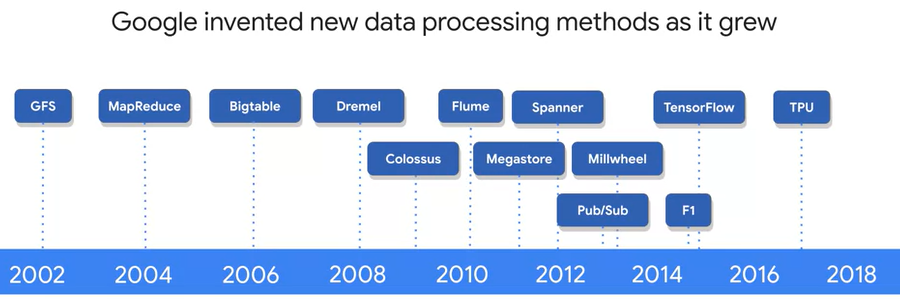 Google invented new data processing methods as it grew
GFS
MapReduce
Bigtable
Dremel
Flume
Spanner
TensorFlow
TPU
Colossus
Megastore
Millwheel
Pub/Sub
F1
2002
2004
2006
2008
2010
2012
2014
2016
2018